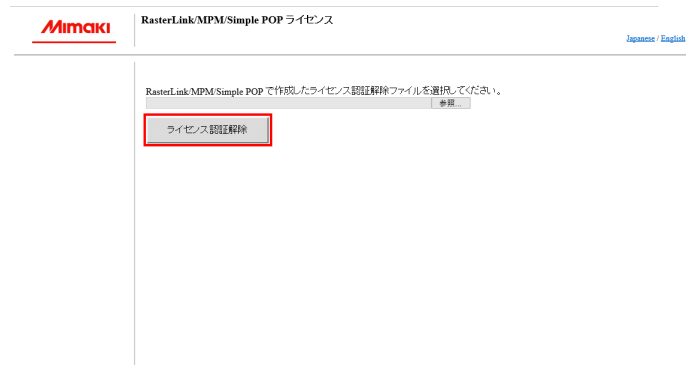 Mimaki
RasterLink/MPM/Simple POP ライセンス
Japanese / English
RasterLink/MPM/Simple POP で作成したライセンス認証解除ファイルを選択してください。
参照...
ライセンス認証解除